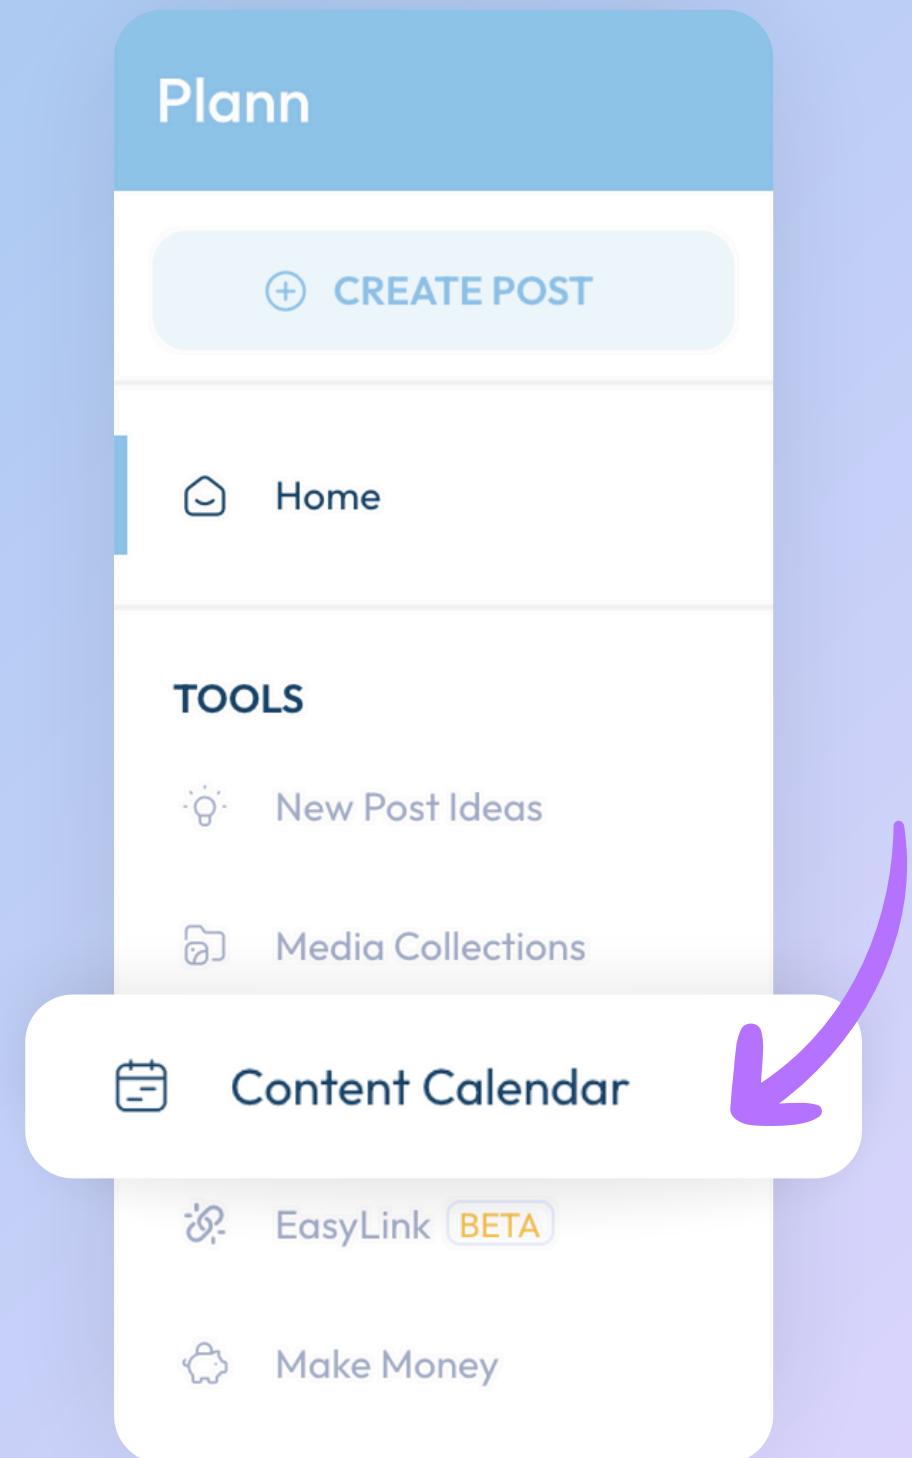 Plann
CREATE POST
Home
TOOLS
New Post Ideas
Media Collections
Content Calendar
EasyLink BETA
Make Money